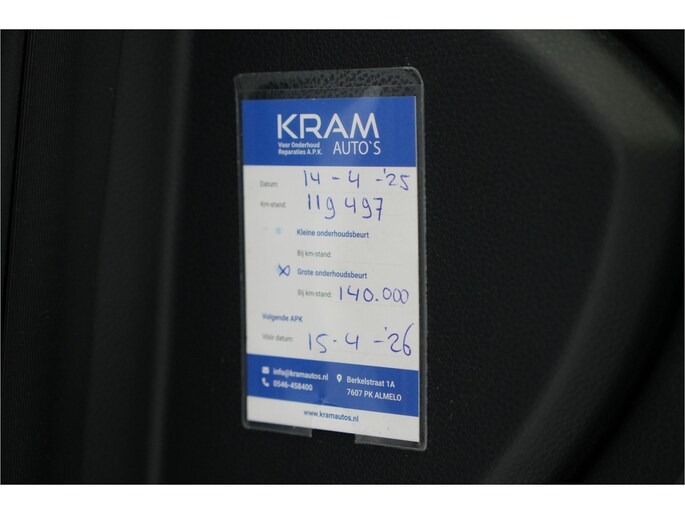 KRAM
Voor Onderhoud
Reparaties A.P.K.
AUTO`S
Datum: 14-4-'25
Km-stand: 119497
Kleine onderhoudsbeurt
Bij km-stand:
Grote onderhoudsbeurt
Bij km-stand: 140.000
Volgende APK
Vóór datum: 15-4-'26
info@kramautos.nl
0546-458400
Berkelstraat 1A
7607 PK ALMELO
www.kramautos.nl